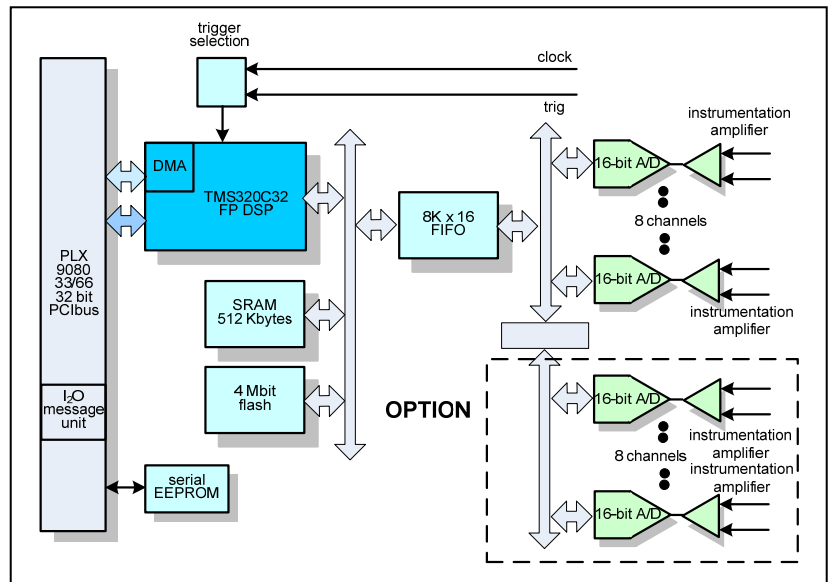 trigger
selection
clock
trig
instrumentation
amplifier
DMA
TMS320C32
FP DSP
16-bit A/D
8 channels
8K x 16
FIFO
PLX
9080
33/66
32 bit
PCIbus
16-bit A/D
instrumentation
amplifier
SRAM
512 Kbytes
4 Mbit
flash
OPTION
I2O
message
unit
16-bit A/D
instrumentation
amplifier
8 channels
instrumentation
amplifier
serial
EEPROM
16-bit A/D